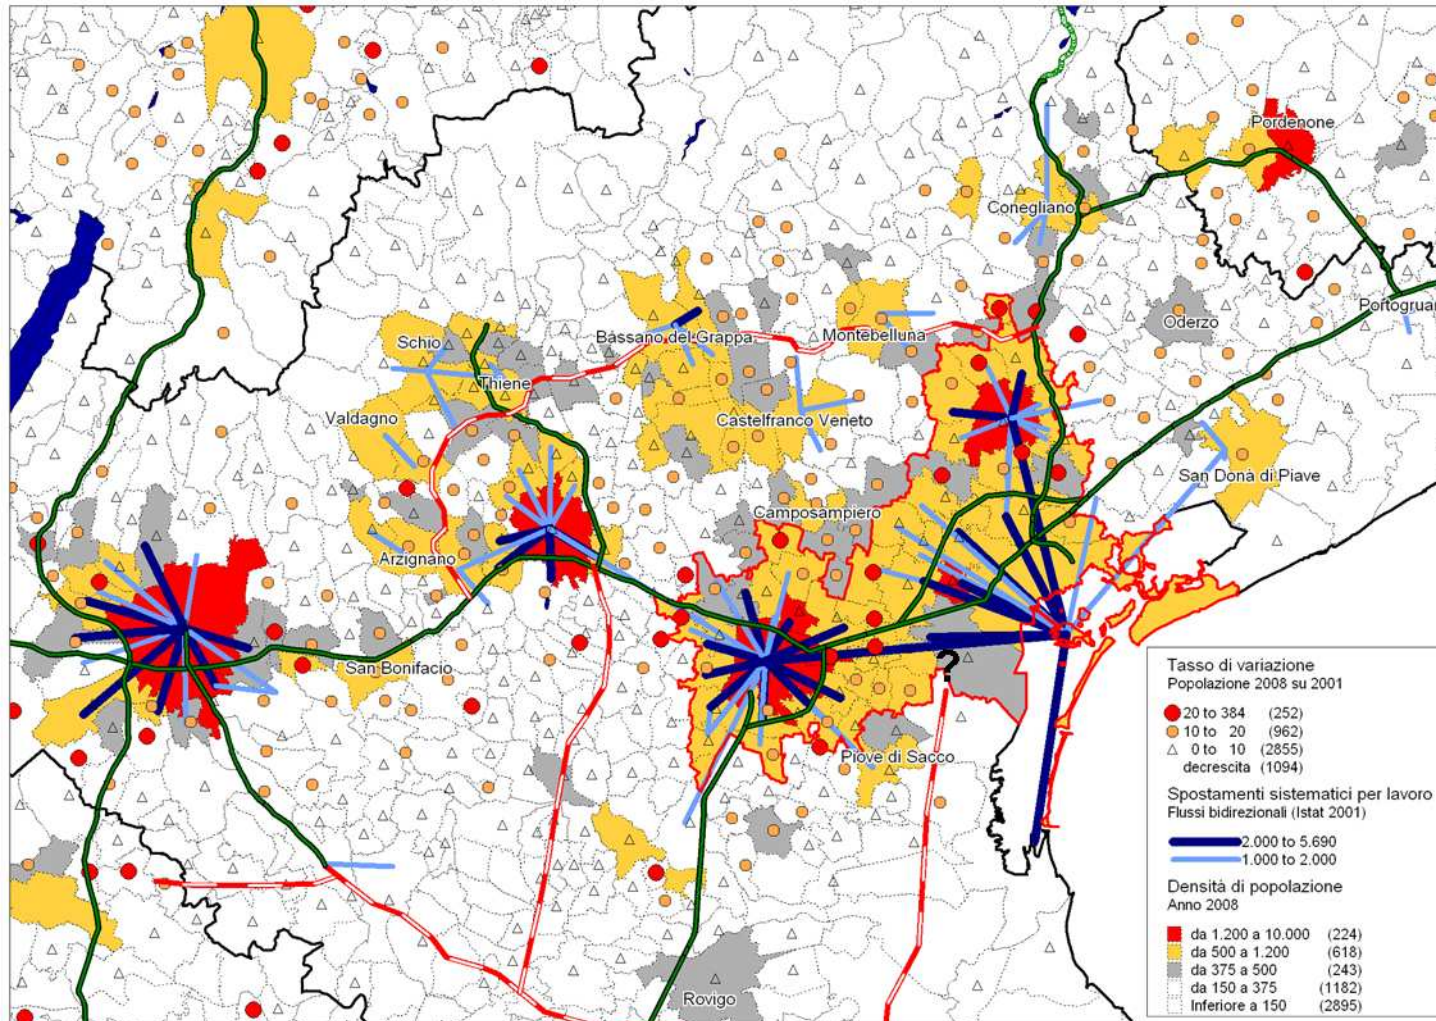 Pordenone
Conegliano
Portogruar
Oderzo
Schio
Bassano del Grappa
Montebelluna
Thiene
Valdagno
Castelfranco Veneto
San Donà di Piave
Camposampiero
Arzignano
San Bonifacio
?
Piove di Sacco
Rovigo
Tasso di variazione
Popolazione 2008 su 2001
20 to 384 (252)
10 to 20 (962)
0 to 10 (2855)
decrescita (1094)
Spostamenti sistematici per lavoro
Flussi bidirezionali (Istat 2001)
2.000 to 5.690
1.000 to 2.000
Densità di popolazione
Anno 2008
da 1.200 a 10.000 (224)
da 500 a 1.200 (618)
da 375 a 500 (243)
da 150 a 375 (1182)
Inferiore a 150 (2895)